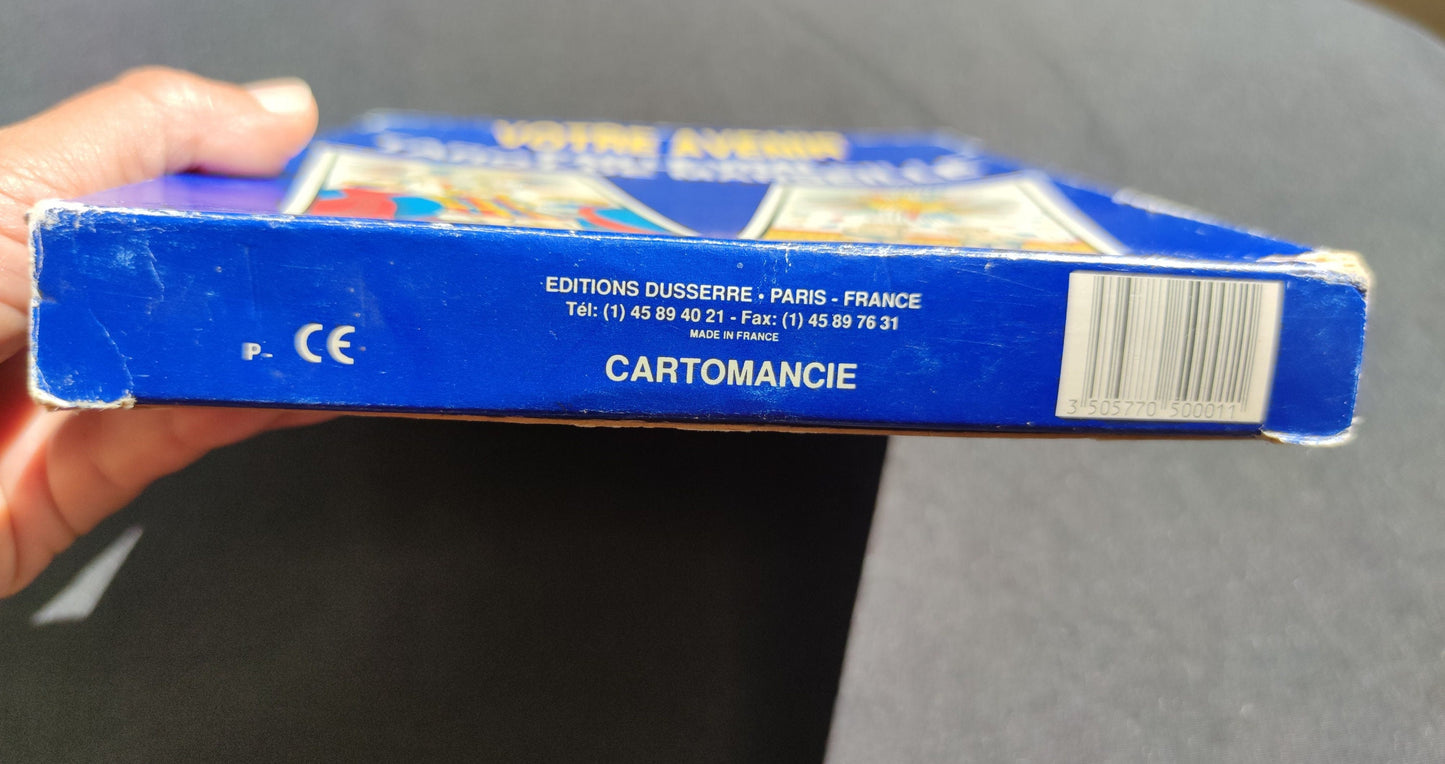 VOTRE AVENIR
EDITIONS DUSSERRE • PARIS - FRANCE
Tél: (1) 45 89 40 21 - Fax: (1) 45 89 76 31
MADE IN FRANCE
P- CE
CARTOMANCIE
3 505770 500011